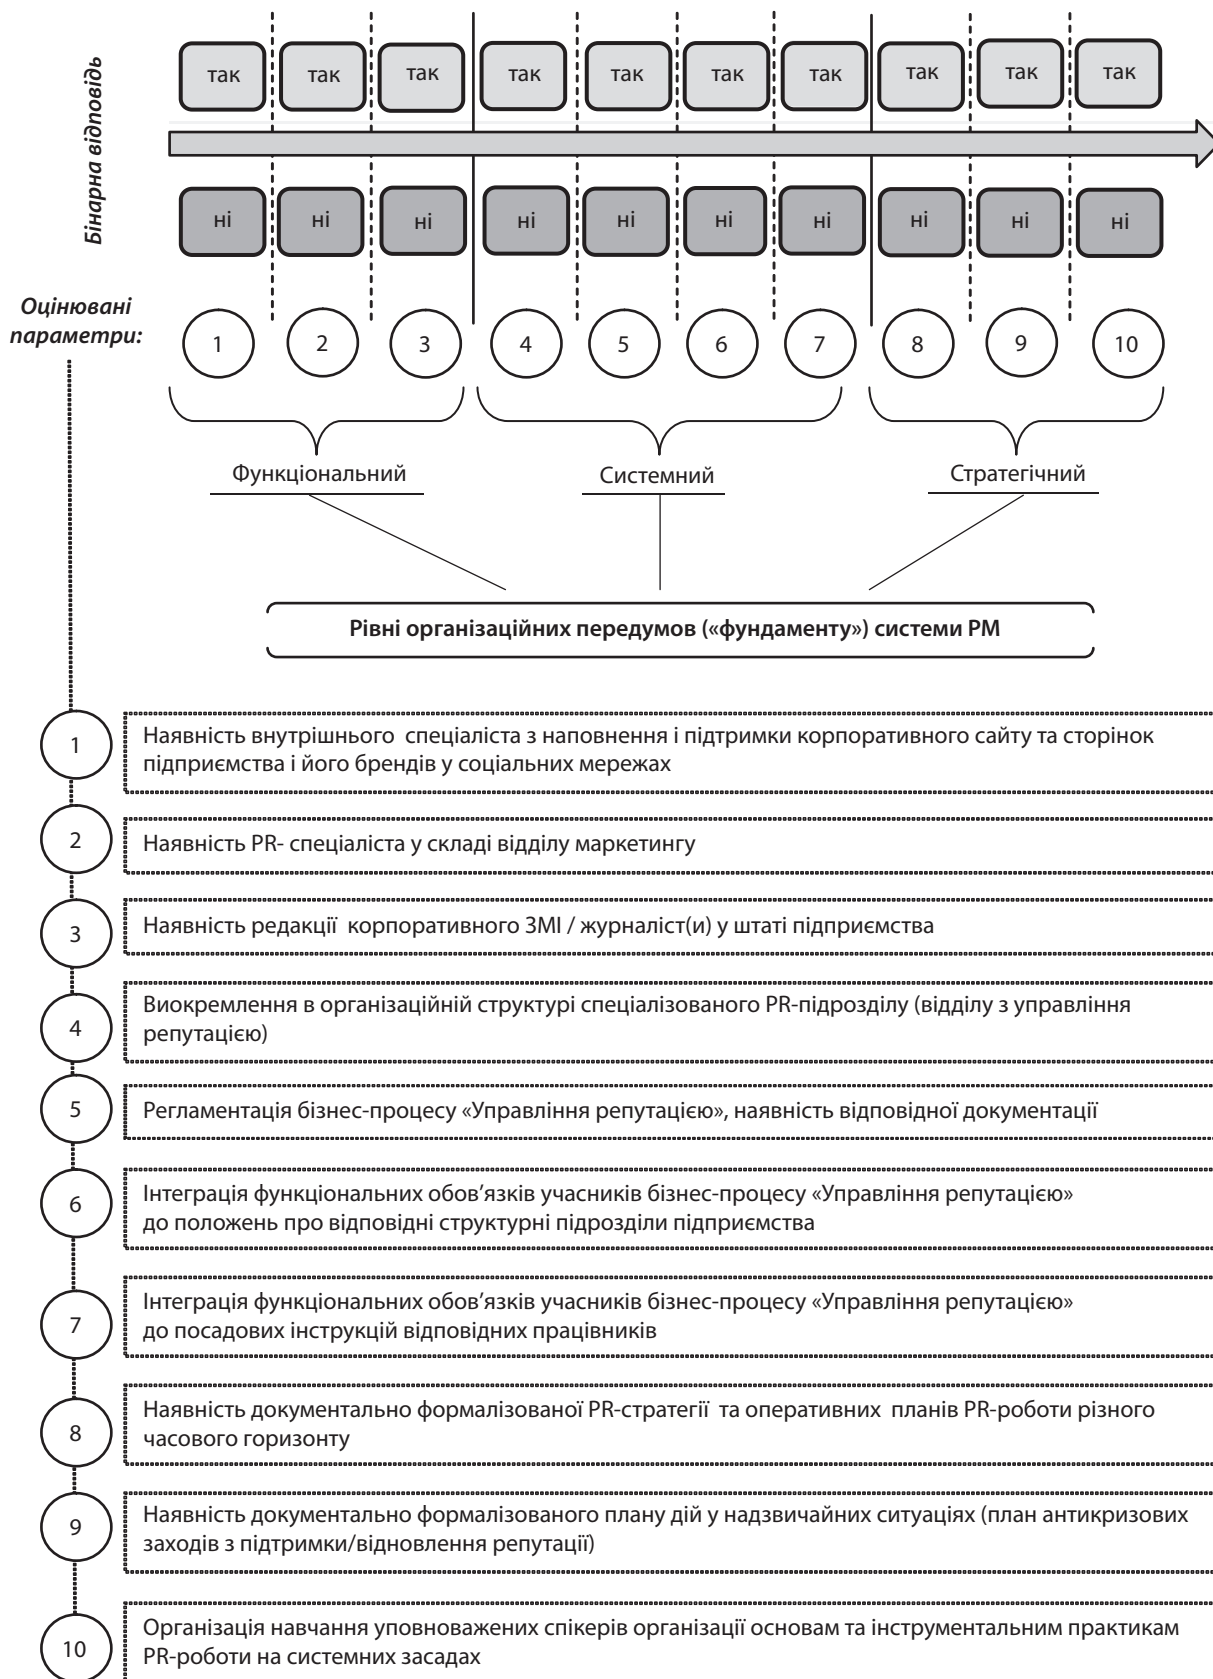 Бінарна відповідь
так так так так так так так так так так
ні ні ні ні ні ні ні ні ні ні
Оцінювані
параметри:
1 2 3 4 5 6 7 8 9 10
Функціональний Системний Стратегічний
Рівні організаційних передумов («фундаменту») системи РМ
1
Наявність внутрішнього спеціаліста з наповнення і підтримки корпоративного сайту та сторінок
підприємства і його брендів у соціальних мережах
2
Наявність PR- спеціаліста у складі відділу маркетингу
3
Наявність редакції корпоративного ЗМІ / журналіст(и) у штаті підприємства
4
Виокремлення в організаційній структурі спеціалізованого PR-підрозділу (відділу з управління
репутацією)
5
Регламентація бізнес-процесу «Управління репутацією», наявність відповідної документації
6
Інтеграція функціональних обов’язків учасників бізнес-процесу «Управління репутацією»
до положень про відповідні структурні підрозділи підприємства
7
Інтеграція функціональних обов’язків учасників бізнес-процесу «Управління репутацією»
до посадових інструкцій відповідних працівників
8
Наявність документально формалізованої PR-стратегії та оперативних планів PR-роботи різного
часового горизонту
9
Наявність документально формалізованого плану дій у надзвичайних ситуаціях (план антикризових
заходів з підтримки/відновлення репутації)
10
Організація навчання уповноважених спікерів організації основам та інструментальним практикам
PR-роботи на системних засадах